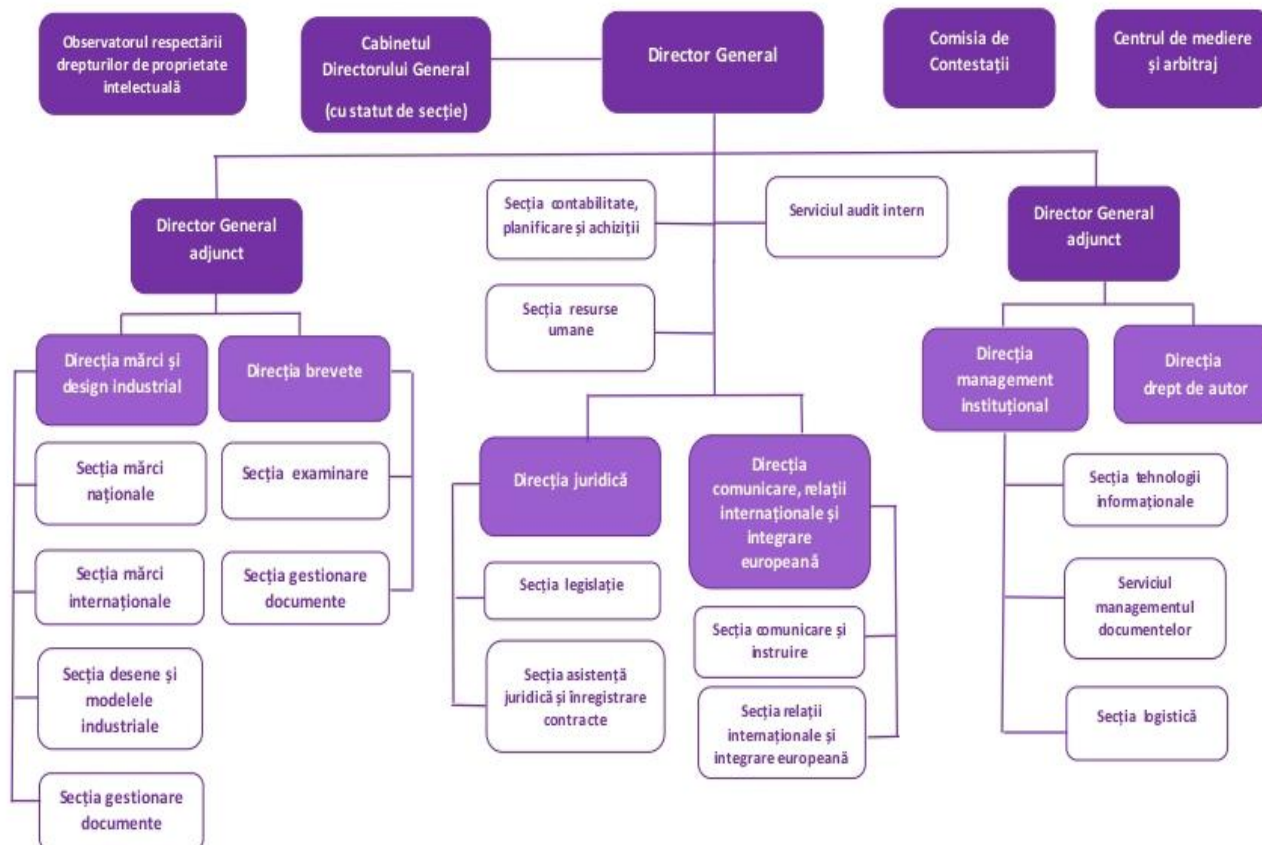 Observatorul respectării
drepturilor de proprietate
intelectuală
Cabinetul
Directorului General
(cu statut de secție)
Director General
Comisia de
Contestații
Centrul de mediere
și arbitraj
Director General
adjunct
Secția contabilitate,
planificare și achiziții
Serviciul audit intern
Director General
adjunct
Secția resurse
umane
Direcția mărci și
design industrial
Direcția brevete
Direcția
management
instituțional
Direcția
drept de autor
Secția mărci
naționale
Secția examinare
Direcția juridică
Direcția
comunicare, relații
internaționale și
integrare
europeană
Secția tehnologii
informaționale
Secția mărci
internaționale
Secția gestionare
documente
Secția legislație
Secția comunicare și
instruire
Serviciul
managementul
documentelor
Secția desene și
modelele
industriale
Secția asistență
juridică și înregistrare
contracte
Secția relații
internaționale și
integrare europeană
Secția logistică
Secția gestionare
documente